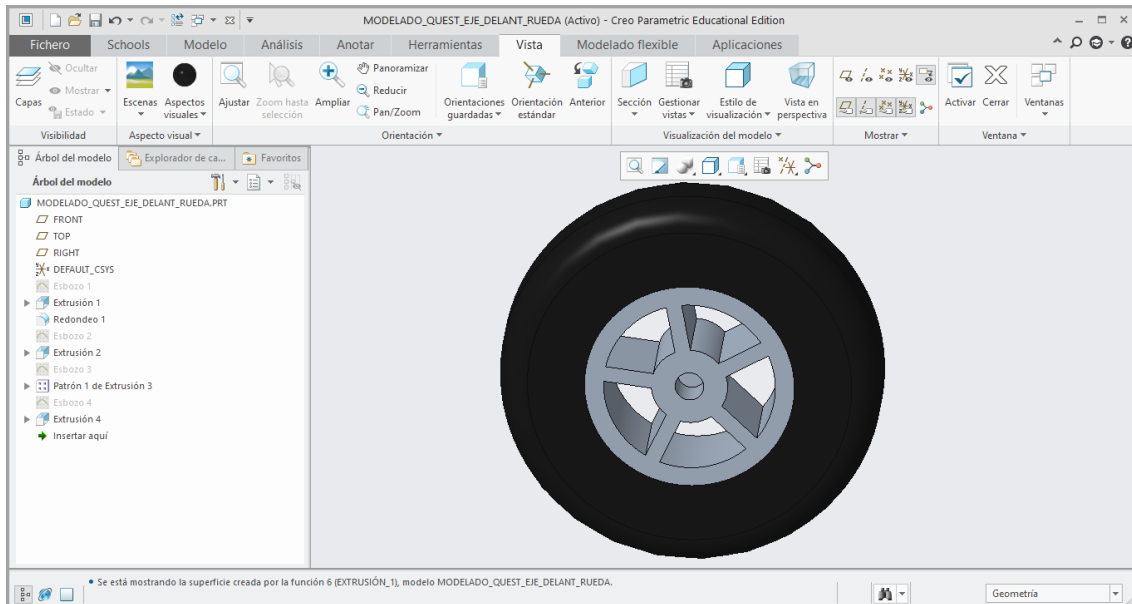 MODELADO_QUEST_EJE_DELANT_RUEDA (Activo) - Creo Parametric Educational Edition
Fichero Schools Modelo Análisis Anotar Herramientas Vista Modelado flexible Aplicaciones
Capas
Ocultar
Mostrar
Estado
Visibilidad
Escenas
Aspectos visuales
Aspecto visual
Ajustar
Zoom hasta selección
Ampliar
Panoramizar
Reducir
Pan/Zoom
Orientaciones guardadas
Orientación estándar
Anterior
Orientación
Sección
Gestionar vistas
Estilo de visualización
Vista en perspectiva
Visualización del modelo
Mostrar
Activar
Cerrar
Ventanas
Ventana
Árbol del modelo Explorador de ca... Favoritos
Árbol del modelo
MODELADO_QUEST_EJE_DELANT_RUEDA.PRT
FRONT
TOP
RIGHT
DEFAULT_CSYS
Esbozo 1
Extrusión 1
Redondeo 1
Esbozo 2
Extrusión 2
Esbozo 3
Patrón 1 de Extrusión 3
Esbozo 4
Extrusión 4
Insertar aquí
• Se está mostrando la superficie creada por la función 6 (EXTRUSIÓN_1), modelo MODELADO_QUEST_EJE_DELANT_RUEDA.
Geometría